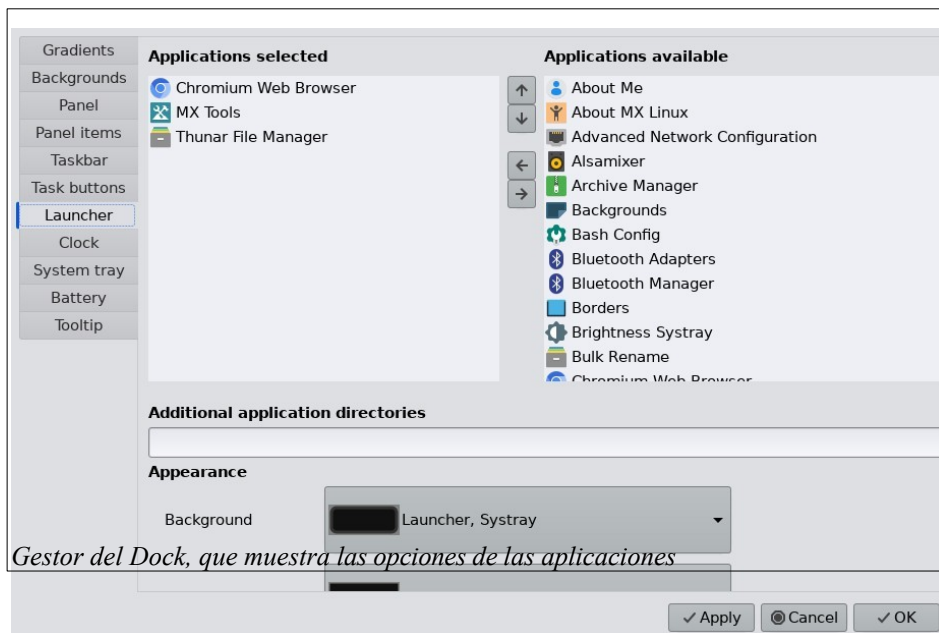 Gradients
Backgrounds
Panel
Panel items
Taskbar
Task buttons
Launcher
Clock
System tray
Battery
Tooltip
Applications selected
Chromium Web Browser
MX Tools
Thunar File Manager
Applications available
About Me
About MX Linux
Advanced Network Configuration
Alsamixer
Archive Manager
Backgrounds
Bash Config
Bluetooth Adapters
Bluetooth Manager
Borders
Brightness Systray
Bulk Rename
Chromium Web Browser
Additional application directories
Appearance
Background
Launcher, Systray
Gestor del Dock, que muestra las opciones de las aplicaciones
Apply
Cancel
OK